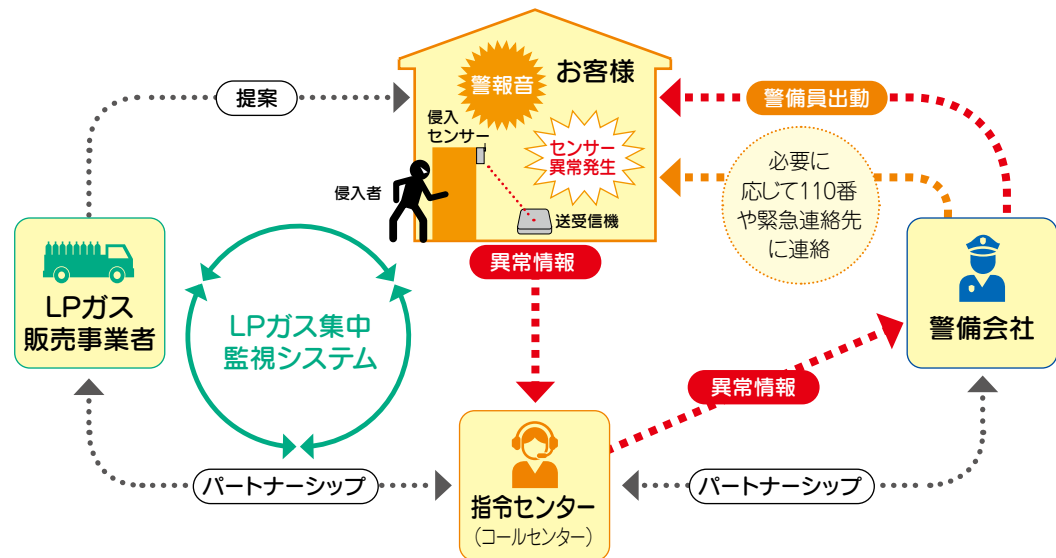 提案
警報音
お客様
侵入
センサー
センサー
異常発生
侵入者
送受信機
警備員出動
必要に
応じて110番
や緊急連絡先
に連絡
異常情報
LPガス
販売事業者
LPガス集中
監視システム
警備会社
異常情報
パートナーシップ
指令センター
(コールセンター)
パートナーシップ